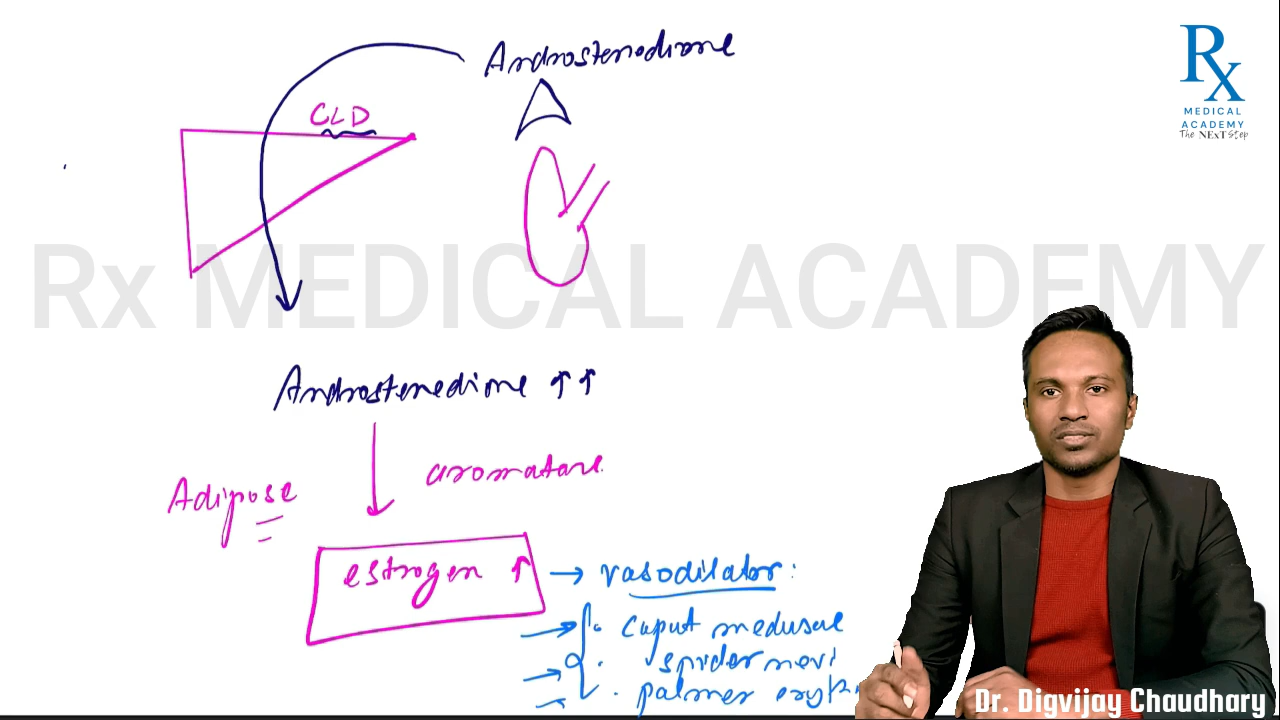 Androstenedione
Rx
MEDICAL
ACADEMY
The NExT Step
CLD
Rx MEDICAL ACADEMY
Androstenedione ↑ ↑
aromatase
Adipose
estrogen ↑ → vasodilator:
caput medusae
spider nevi
palmer eryth
Dr. Digvijay Chaudhary